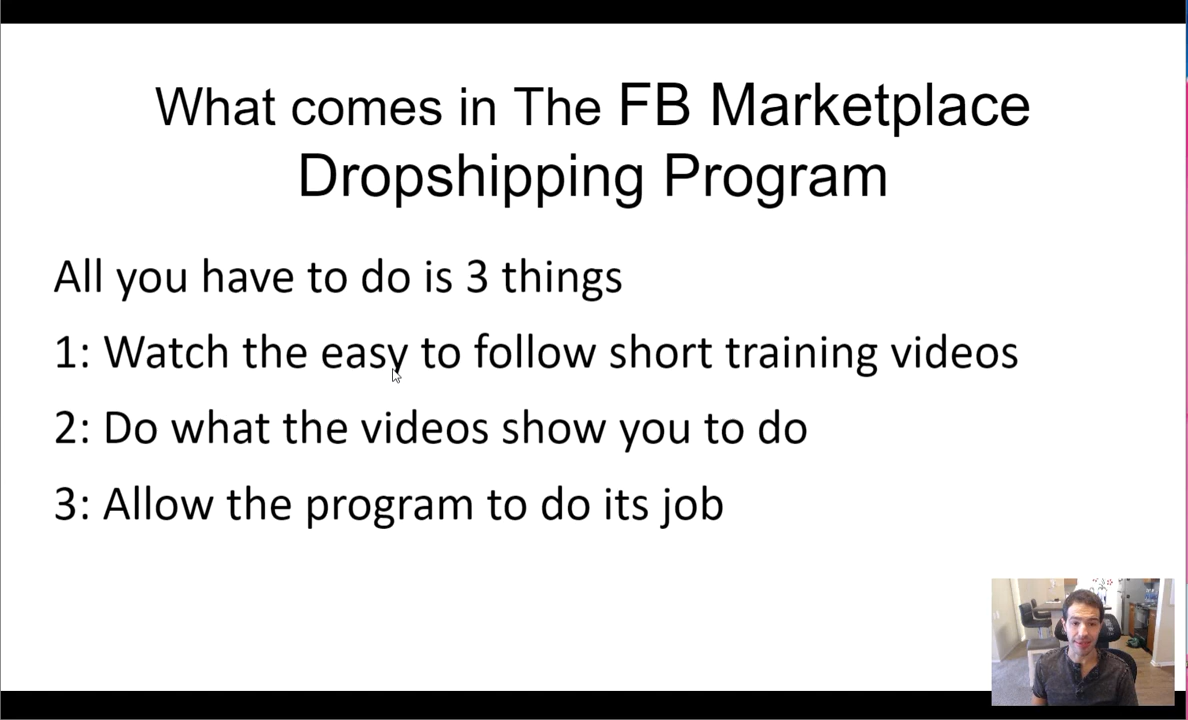 What comes in The FB Marketplace
Dropshipping Program
All you have to do is 3 things
1: Watch the easy to follow short training videos
2: Do what the videos show you to do
3: Allow the program to do its job